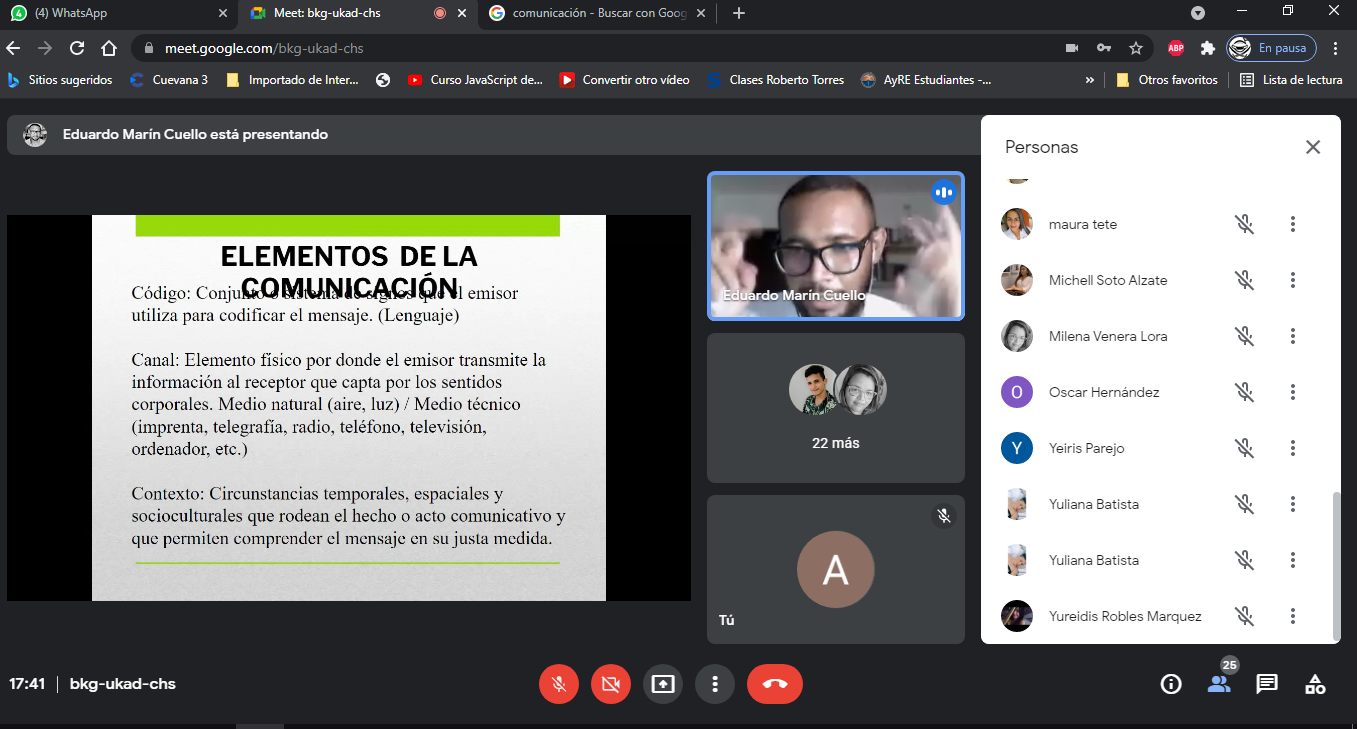 (4) WhatsApp
Meet: bkg-ukad-chs
comunicación - Buscar con Goog
meet.google.com/bkg-ukad-chs
ABP
En pausa
Sitios sugeridos
Cuevana 3
Importado de Inter...
Curso JavaScript de...
Convertir otro vídeo
Clases Roberto Torres
AyRE Estudiantes -...
»
Otros favoritos
Lista de lectura
Eduardo Marín Cuello está presentando
ELEMENTOS DE LA
COMUNICACIÓN
Código: Conjunto o sistema de signos que el emisor
utiliza para codificar el mensaje. (Lenguaje)
Canal: Elemento físico por donde el emisor transmite la
información al receptor que capta por los sentidos
corporales. Medio natural (aire, luz) / Medio técnico
(imprenta, telegrafía, radio, teléfono, televisión,
ordenador, etc.)
Contexto: Circunstancias temporales, espaciales y
socioculturales que rodean el hecho o acto comunicativo y
que permiten comprender el mensaje en su justa medida.
Eduardo Marín Cuello
22 más
A
Tú
Personas
maura tete
Michell Soto Alzate
Milena Venera Lora
O
Oscar Hernández
Y
Yeiris Parejo
Yuliana Batista
Yuliana Batista
Yureidis Robles Marquez
17:41 | bkg-ukad-chs
25